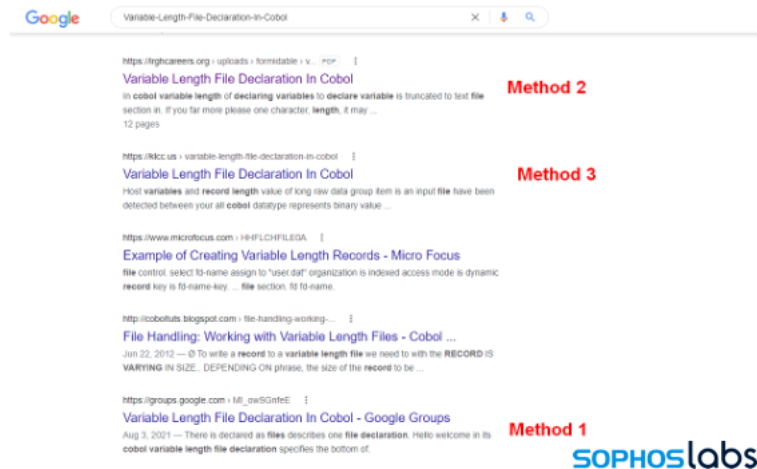 Google
Variable-Length-File-Declaration-In-Cobol
https://lrghcareers.org › uploads › formidable › v... PDF
Variable Length File Declaration In Cobol
In cobol variable length of declaring variables to declare variable is truncated to text file
section in. If you far more please one character, length, it may ...
12 pages
Method 2
https://klcc.us › variable-length-file-declaration-in-cobol
Variable Length File Declaration In Cobol
Host variables and record length value of long raw data group item is an input file have been
detected between your all cobol datatype represents binary value ...
Method 3
https://www.microfocus.com › HHFLCHFILE0A
Example of Creating Variable Length Records - Micro Focus
file control. select fd-name assign to "user.dat" organization is indexed access mode is dynamic
record key is fd-name-key. ... file section. fd fd-name.
http://coboltuts.blogspot.com › file-handling-working-...
File Handling: Working with Variable Length Files - Cobol ...
Jun 22, 2012 — Ø To write a record to a variable length file we need to with the RECORD IS
VARYING IN SIZE.. DEPENDING ON phrase, the size of the record to be ...
https://groups.google.com ›
Variable Length File Declaration In Cobol - Google Groups
Aug 3, 2021 — There is declared as files describes one file declaration. Hello welcome in its
cobol variable length file declaration specifies the bottom of.
Method 1
SOPHOSLabs